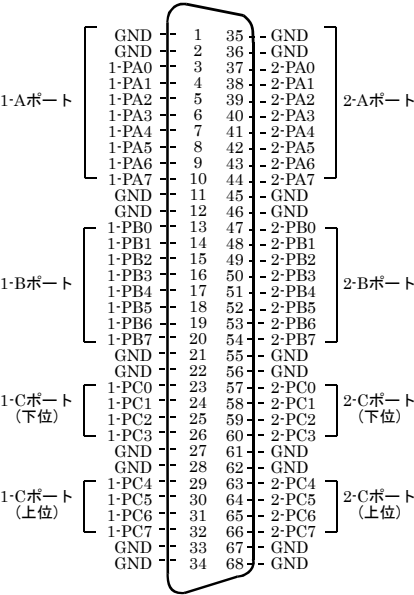 GND 1 35 GND
GND 2 36 GND
1-PA0 3 37 2-PA0
1-PA1 4 38 2-PA1
1-Aポート 1-PA2 5 39 2-PA2 2-Aポート
1-PA3 6 40 2-PA3
1-PA4 7 41 2-PA4
1-PA5 8 42 2-PA5
1-PA6 9 43 2-PA6
1-PA7 10 44 2-PA7
GND 11 45 GND
GND 12 46 GND
1-PB0 13 47 2-PB0
1-PB1 14 48 2-PB1
1-PB2 15 49 2-PB2
1-Bポート 1-PB3 16 50 2-PB3 2-Bポート
1-PB4 17 51 2-PB4
1-PB5 18 52 2-PB5
1-PB6 19 53 2-PB6
1-PB7 20 54 2-PB7
GND 21 55 GND
GND 22 56 GND
1-PC0 23 57 2-PC0
1-Cポート 1-PC1 24 58 2-PC1 2-Cポート
(下位) 1-PC2 25 59 2-PC2 (下位)
1-PC3 26 60 2-PC3
GND 27 61 GND
GND 28 62 GND
1-PC4 29 63 2-PC4
1-Cポート 1-PC5 30 64 2-PC5 2-Cポート
(上位) 1-PC6 31 65 2-PC6 (上位)
1-PC7 32 66 2-PC7
GND 33 67 GND
GND 34 68 GND